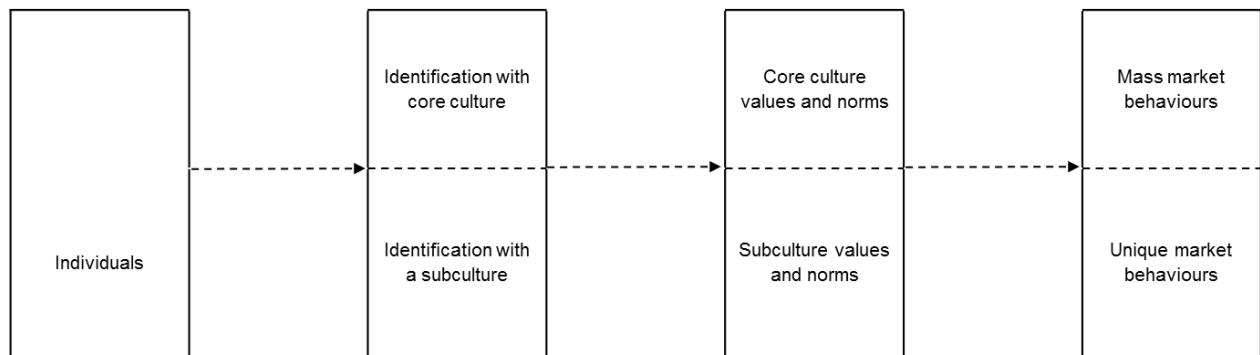 Individuals
Identification with
core culture
Identification with
a subculture
Core culture
values and norms
Subculture values
and norms
Mass market
behaviours
Unique market
behaviours